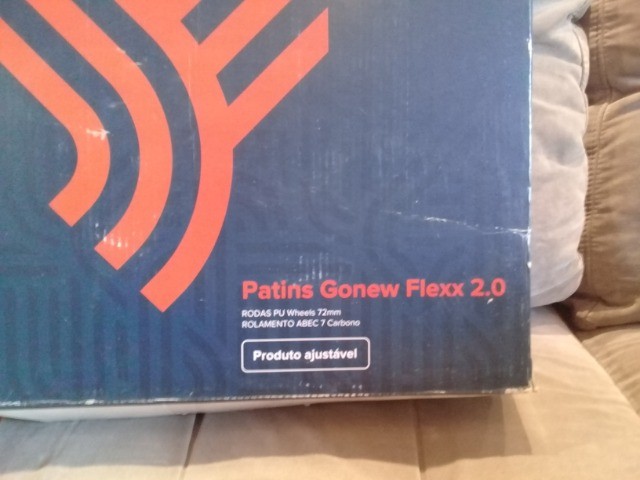 Patins Gonew Flexx 2.0
RODAS PU Wheels 72mm
ROLAMENTO ABEC 7 Carbono
Produto ajustável